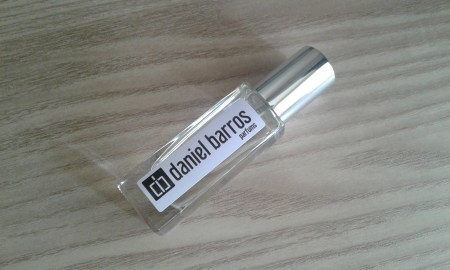 db daniel barros
parfums